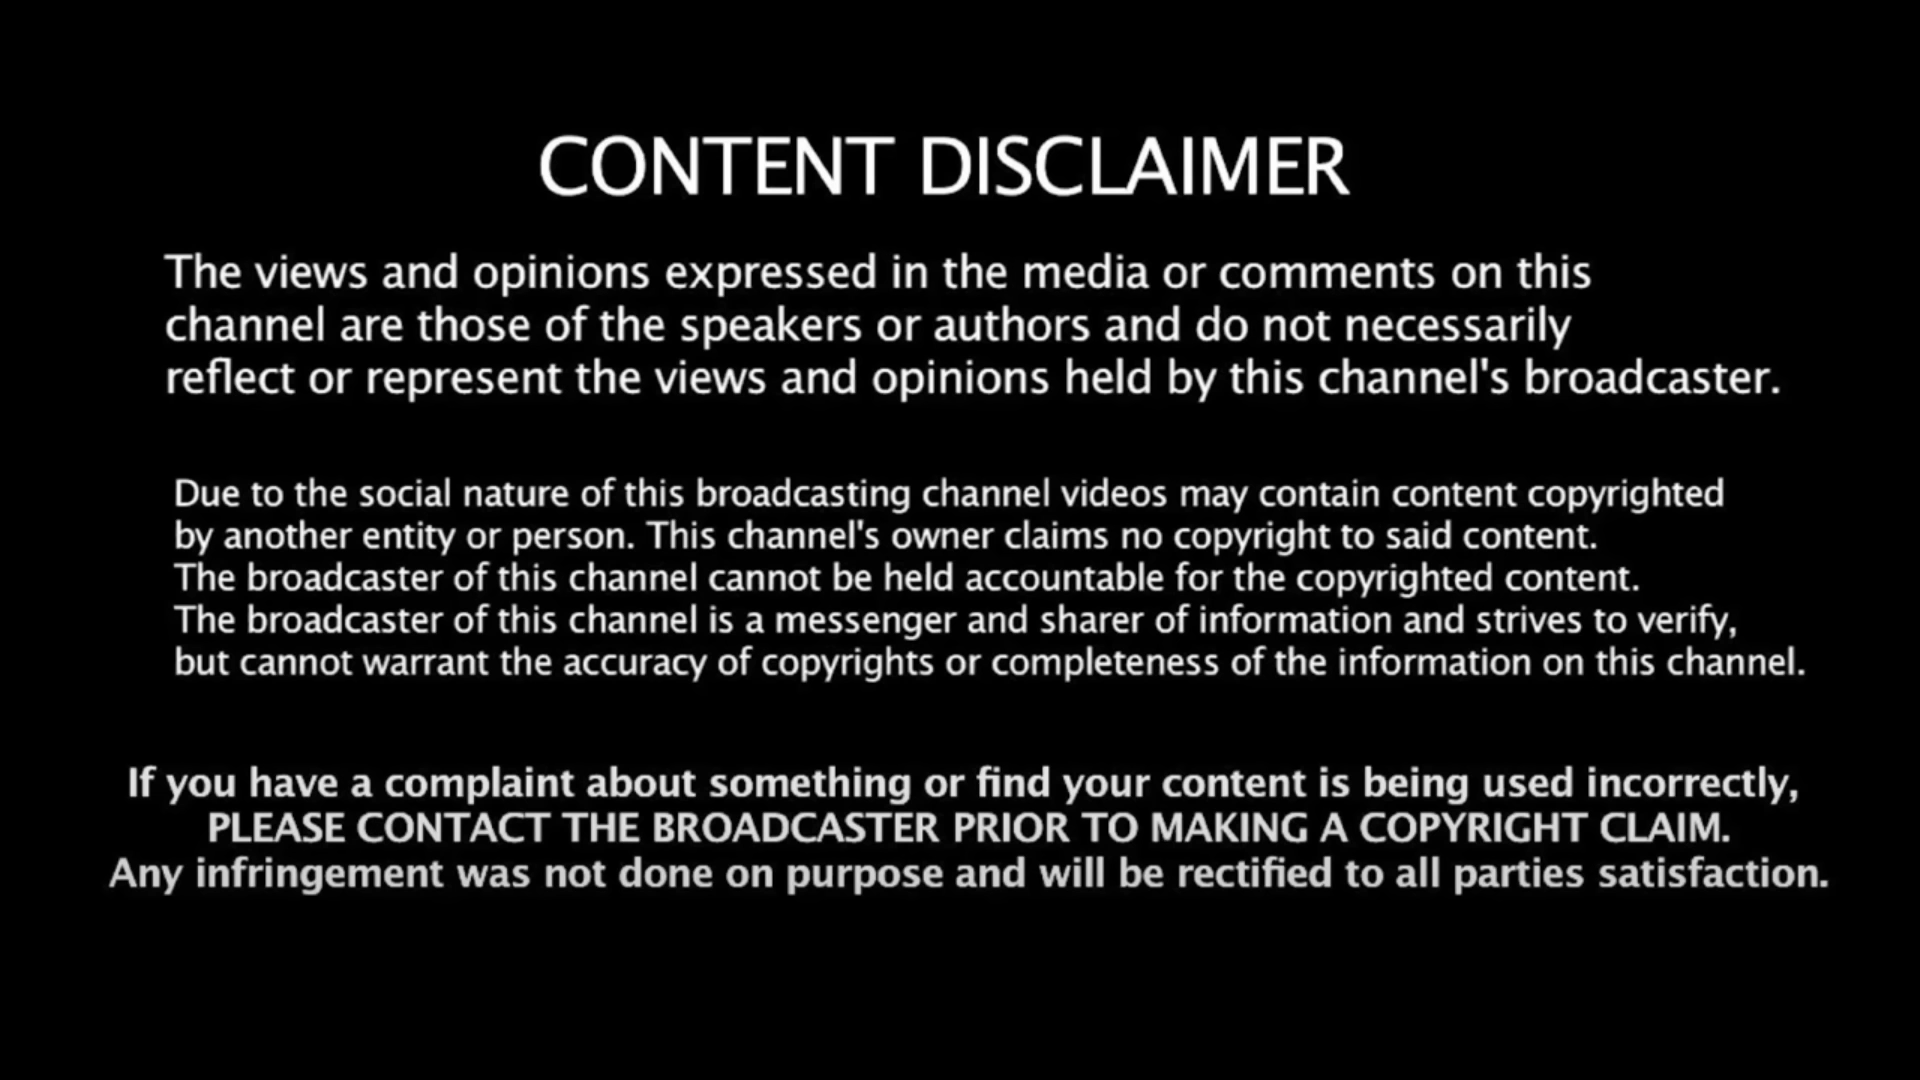 CONTENT DISCLAIMER
The views and opinions expressed in the media or comments on this
channel are those of the speakers or authors and do not necessarily
reflect or represent the views and opinions held by this channel's broadcaster.
Due to the social nature of this broadcasting channel videos may contain content copyrighted
by another entity or person. This channel's owner claims no copyright to said content.
The broadcaster of this channel cannot be held accountable for the copyrighted content.
The broadcaster of this channel is a messenger and sharer of information and strives to verify,
but cannot warrant the accuracy of copyrights or completeness of the information on this channel.
If you have a complaint about something or find your content is being used incorrectly,
PLEASE CONTACT THE BROADCASTER PRIOR TO MAKING A COPYRIGHT CLAIM.
Any infringement was not done on purpose and will be rectified to all parties satisfaction.